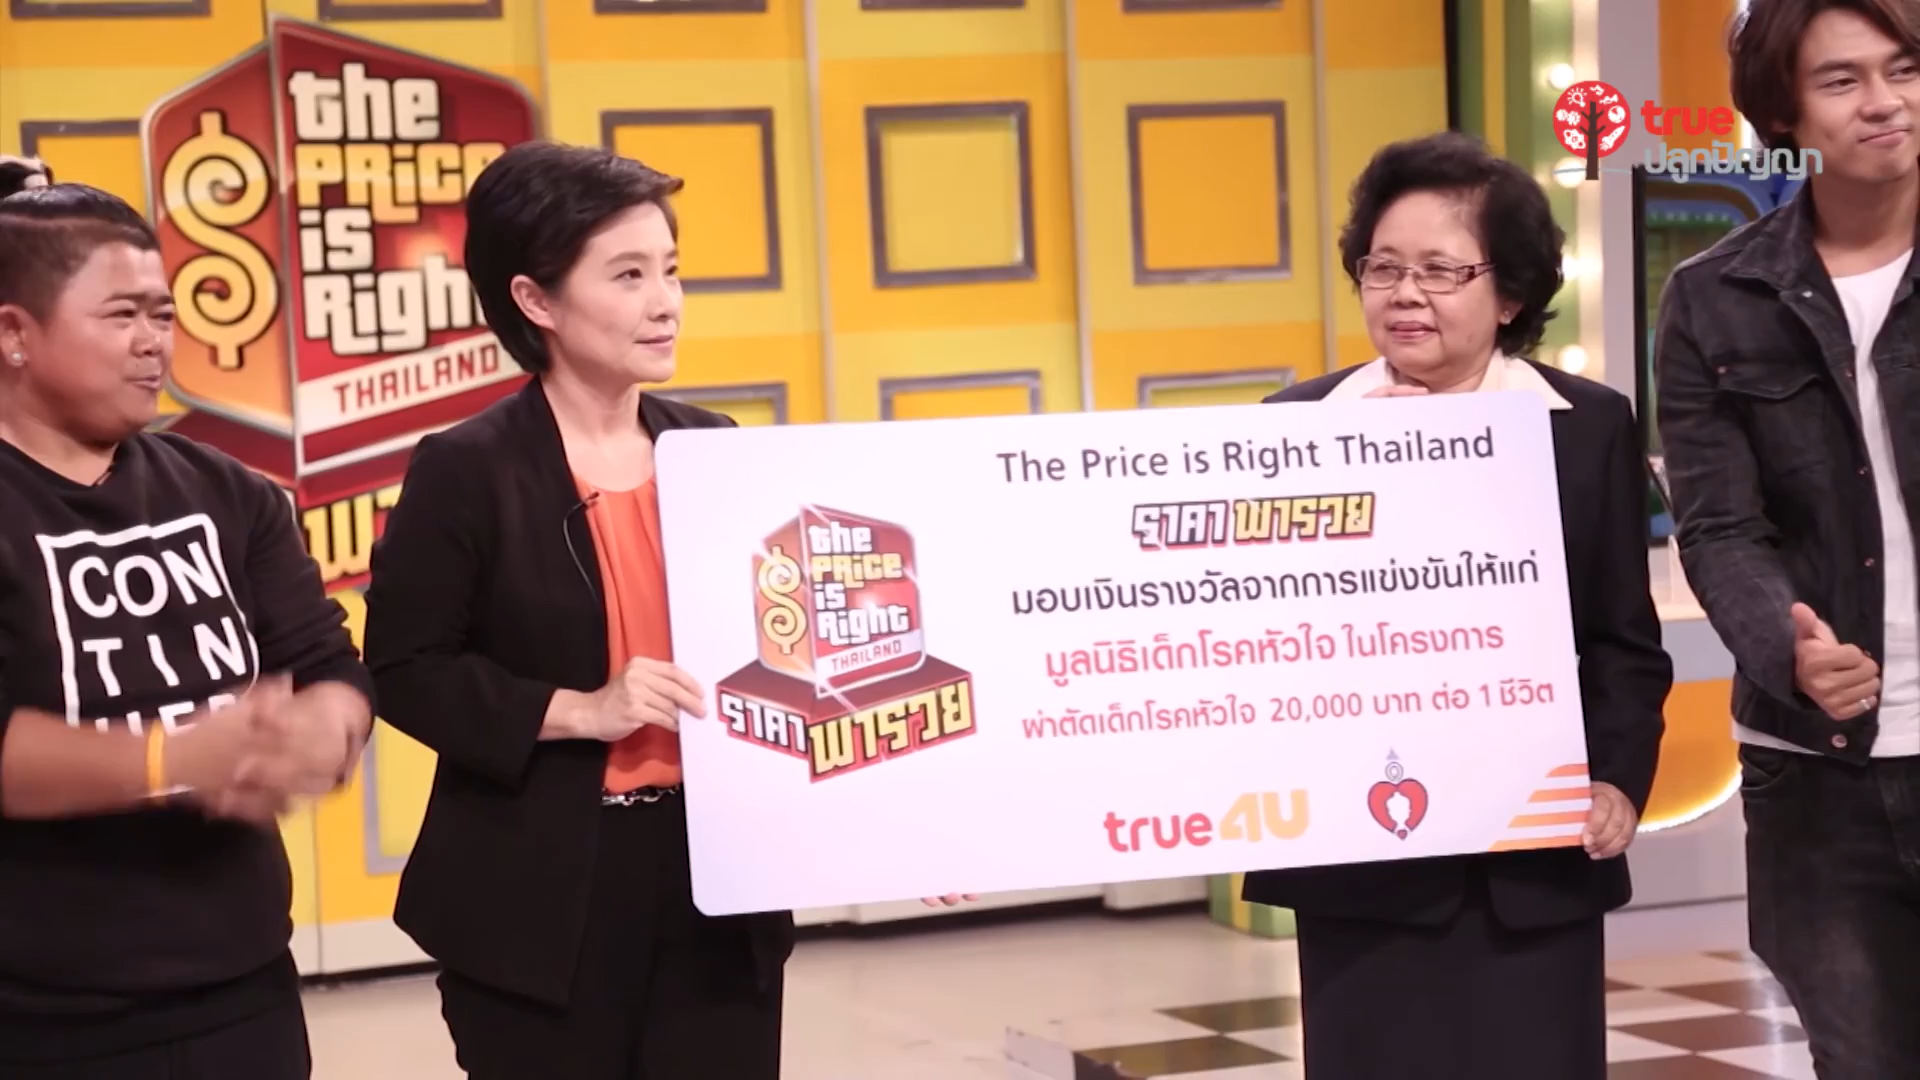 true
ปลูกปัญญา
the
PRICE
is
Right
THAILAND
CON
TIN
The Price is Right Thailand
ราคาพารวย
มอบเงินรางวัลจากการแข่งขันให้แก่
มูลนิธิเด็กโรคหัวใจ ในโครงการ
ผ่าตัดเด็กโรคหัวใจ 20,000 บาท ต่อ 1 ชีวิต
the
PRICE
is
Right
THAILAND
ราคาพารวย
true4U